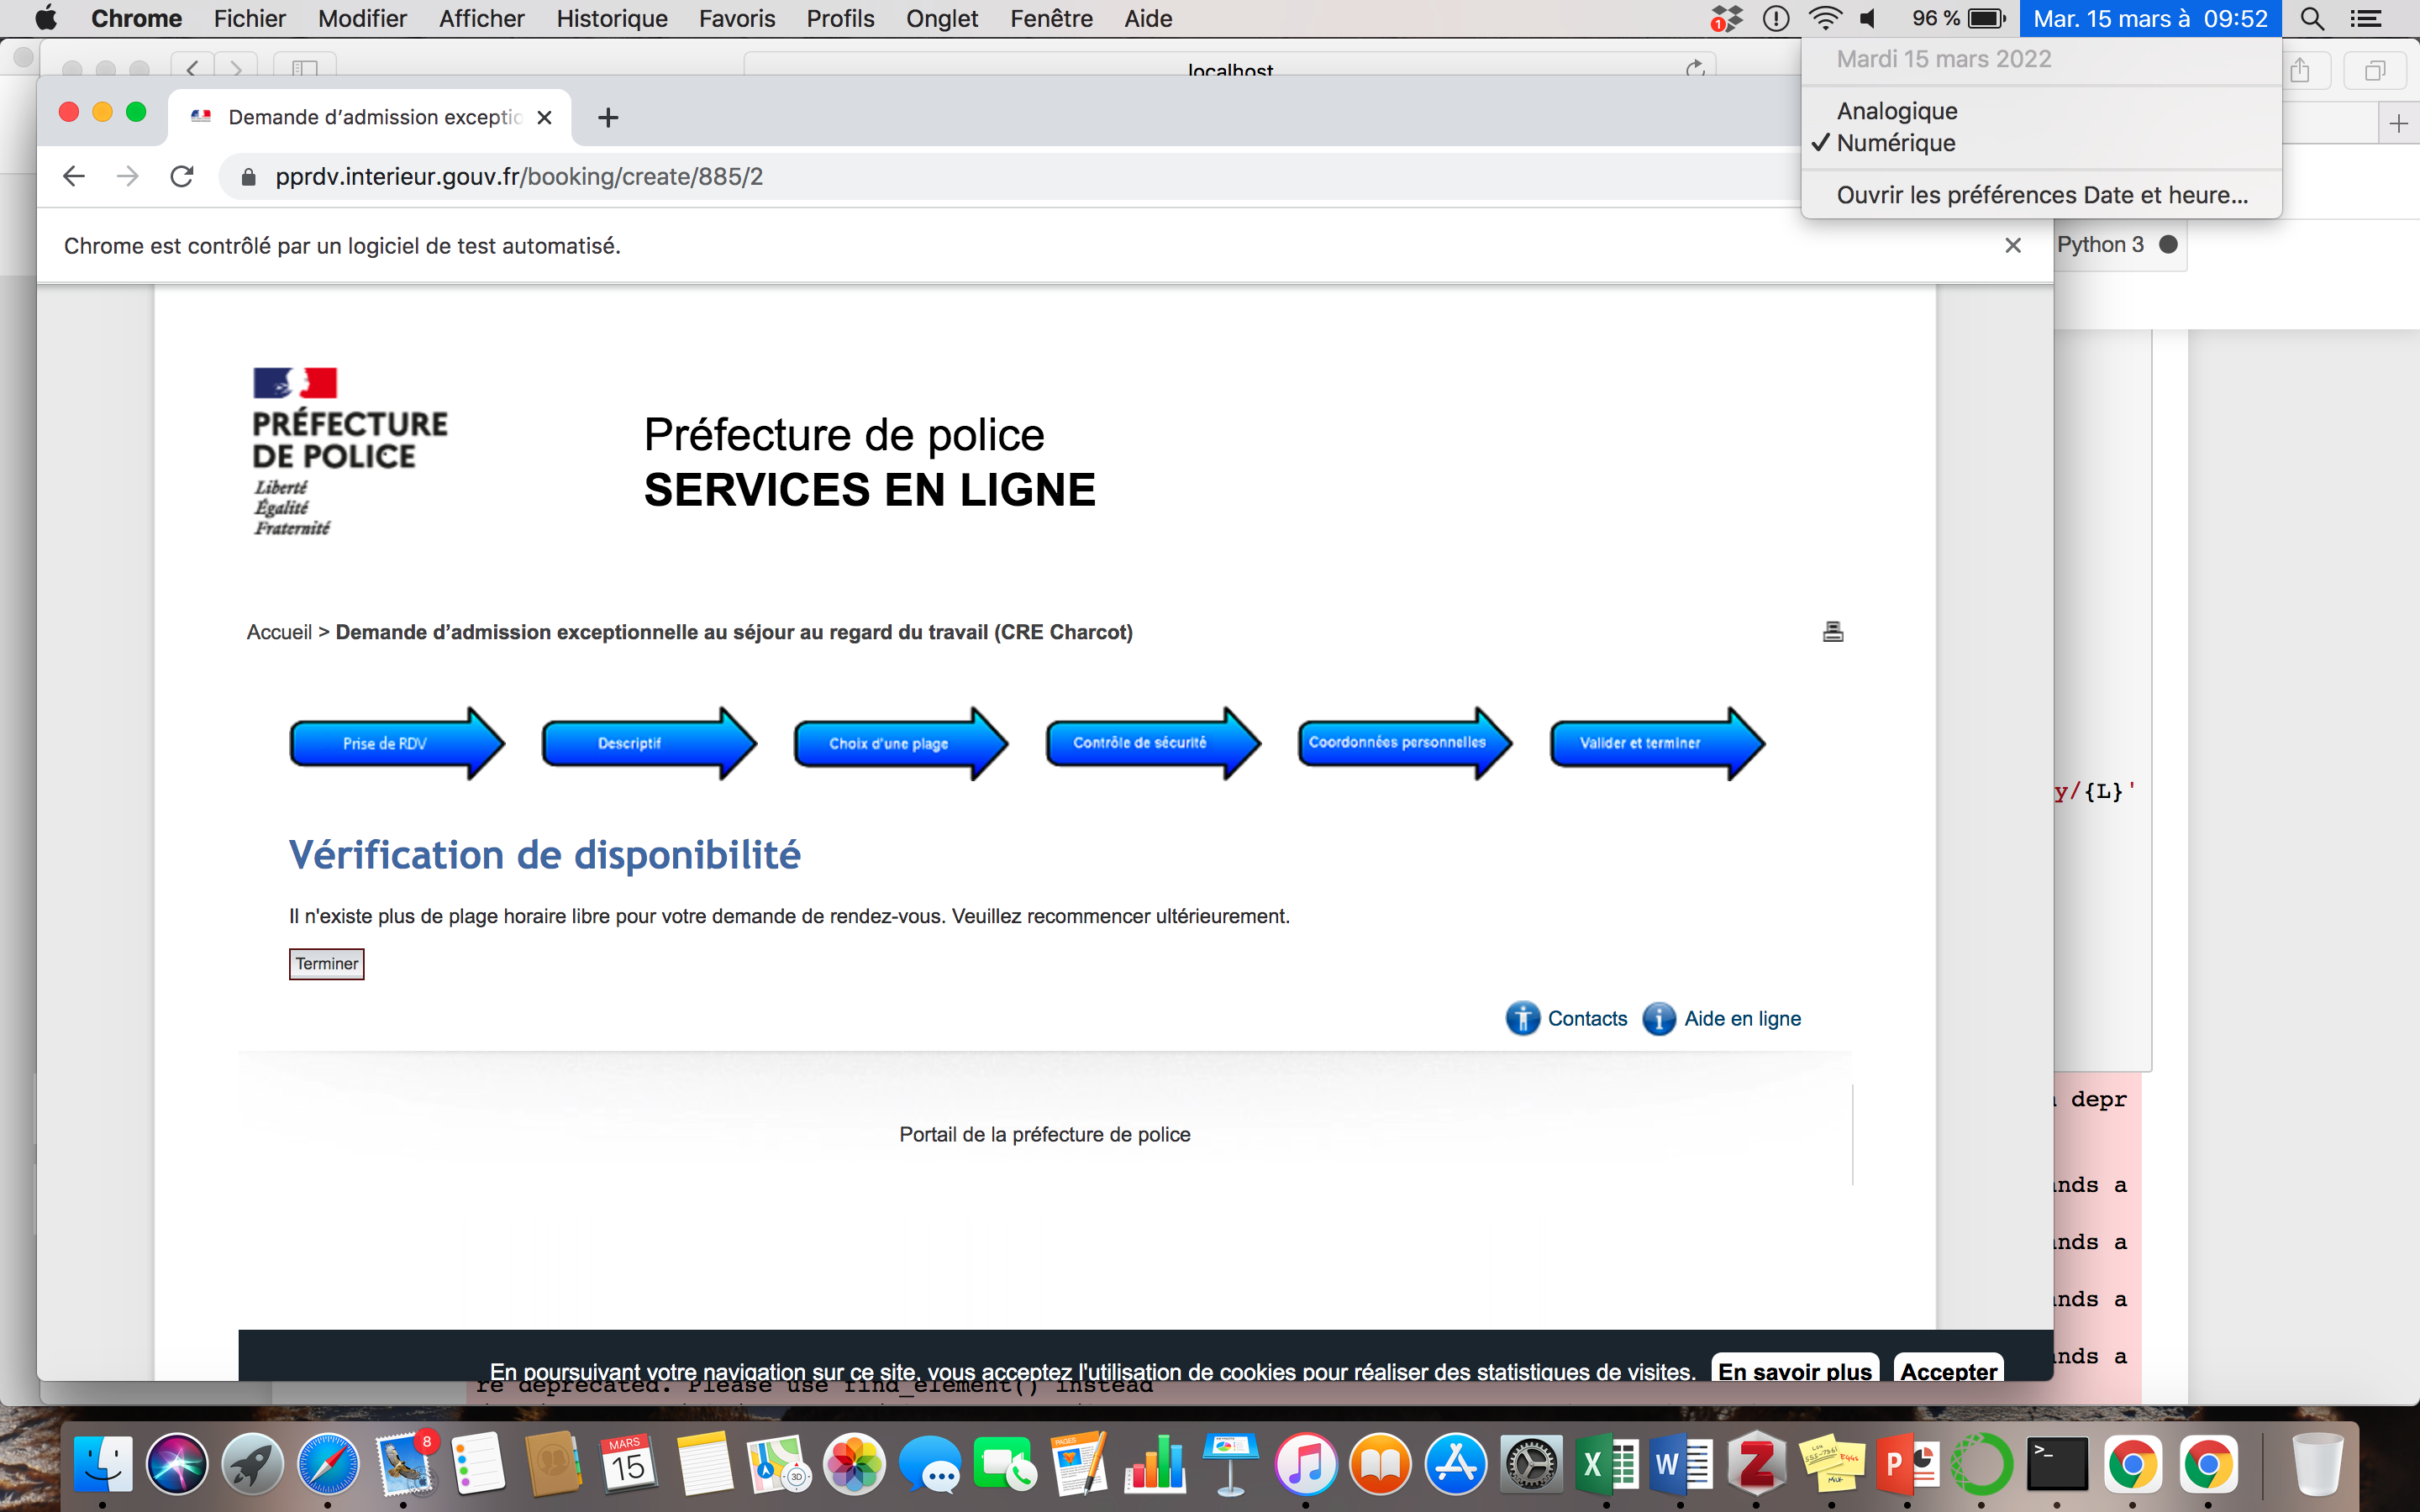 Chrome Fichier Modifier Afficher Historique Favoris Profils Onglet Fenêtre Aide 1 96 % Mar. 15 mars à 09:52
Mardi 15 mars 2022
Analogique
✓ Numérique
Ouvrir les préférences Date et heure...
localhost
Demande d'admission exceptio
pprdv.interieur.gouv.fr/booking/create/885/2
Chrome est contrôlé par un logiciel de test automatisé.
Python 3
PRÉFECTURE
DE POLICE
Liberté
Égalité
Fraternité
Préfecture de police
SERVICES EN LIGNE
Accueil > Demande d'admission exceptionnelle au séjour au regard du travail (CRE Charcot)
Prise de RDV
Descriptif
Choix d'une plage
Contrôle de sécurité
Coordonnées personnelles
Valider et terminer
y/{L}'
Vérification de disponibilité
Il n'existe plus de plage horaire libre pour votre demande de rendez-vous. Veuillez recommencer ultérieurement.
Terminer
Contacts
Aide en ligne
depr
Portail de la préfecture de police
nds a
nds a
nds a
nds a
En poursuivant votre navigation sur ce site, vous acceptez l'utilisation de cookies pour réaliser des statistiques de visites. En savoir plus Accepter
re deprecated. Please use find_element() instead
8
MARS
15
PAGES
3D
X
W
Z
P
>_